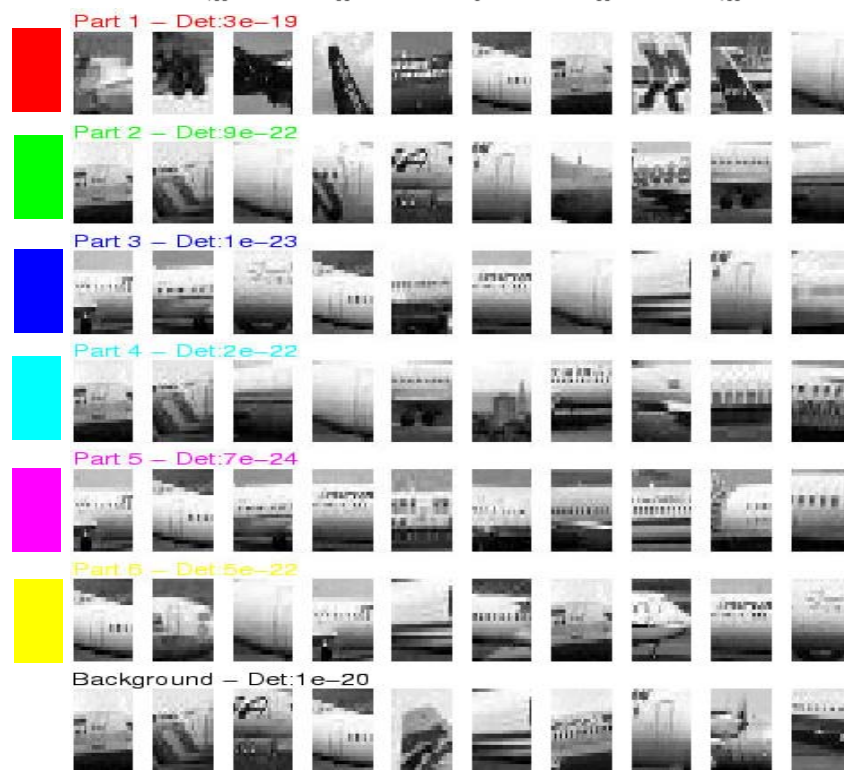 Part 1 – Det:3e–19
Part 2 – Det:9e–22
Part 3 – Det:1e–23
Part 4 – Det:2e–22
Part 5 – Det:7e–24
Part 6 – Det:5e–22
Background – Det:1e–20